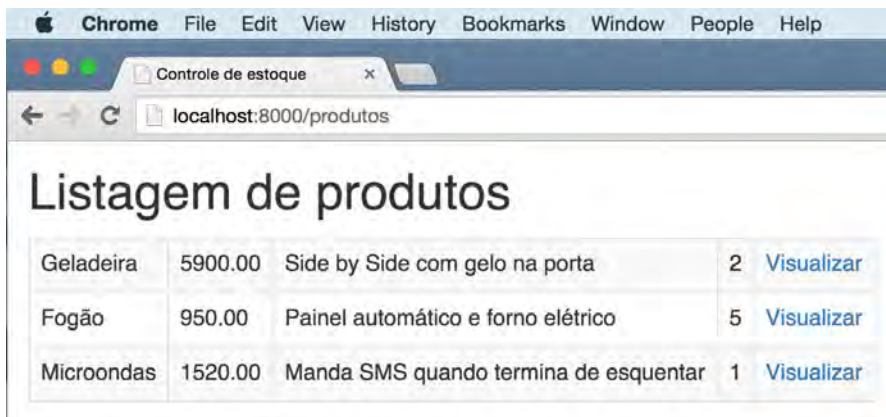 Chrome File Edit View History Bookmarks Window People Help
Controle de estoque ×
localhost:8000/produtos
Listagem de produtos
Geladeira 5900.00 Side by Side com gelo na porta 2 Visualizar
Fogão 950.00 Painel automático e forno elétrico 5 Visualizar
Microondas 1520.00 Manda SMS quando termina de esquentar 1 Visualizar